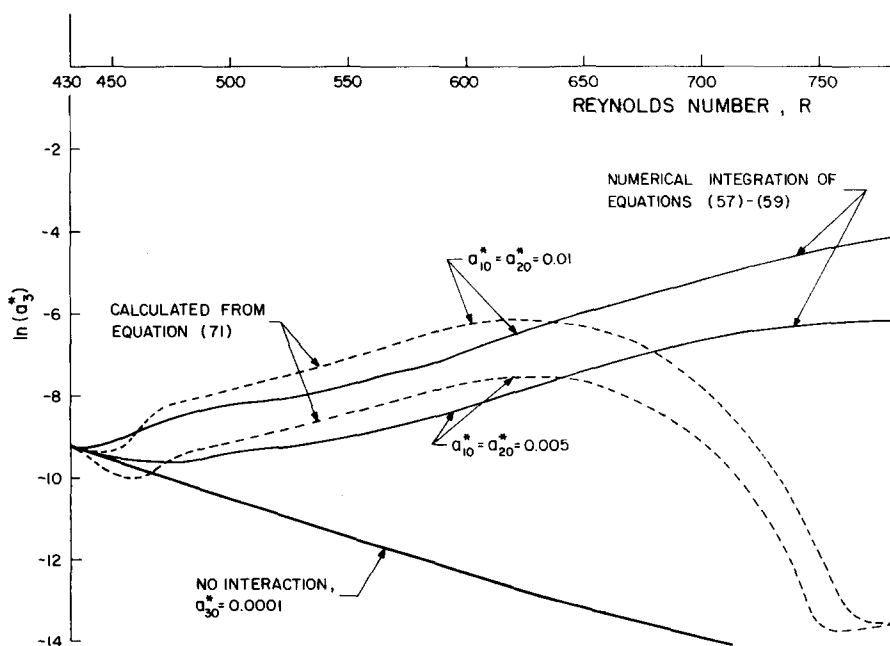 430 450 500 550 600 650 700 750
REYNOLDS NUMBER , R
-2
-4
-6
-8
-10
-12
-14
ln (a*3)
NUMERICAL INTEGRATION OF
EQUATIONS (57)-(59)
a*10 = a*20 = 0.01
CALCULATED FROM
EQUATION (71)
a*10 = a*20 = 0.005
NO INTERACTION,
a*30 = 0.0001